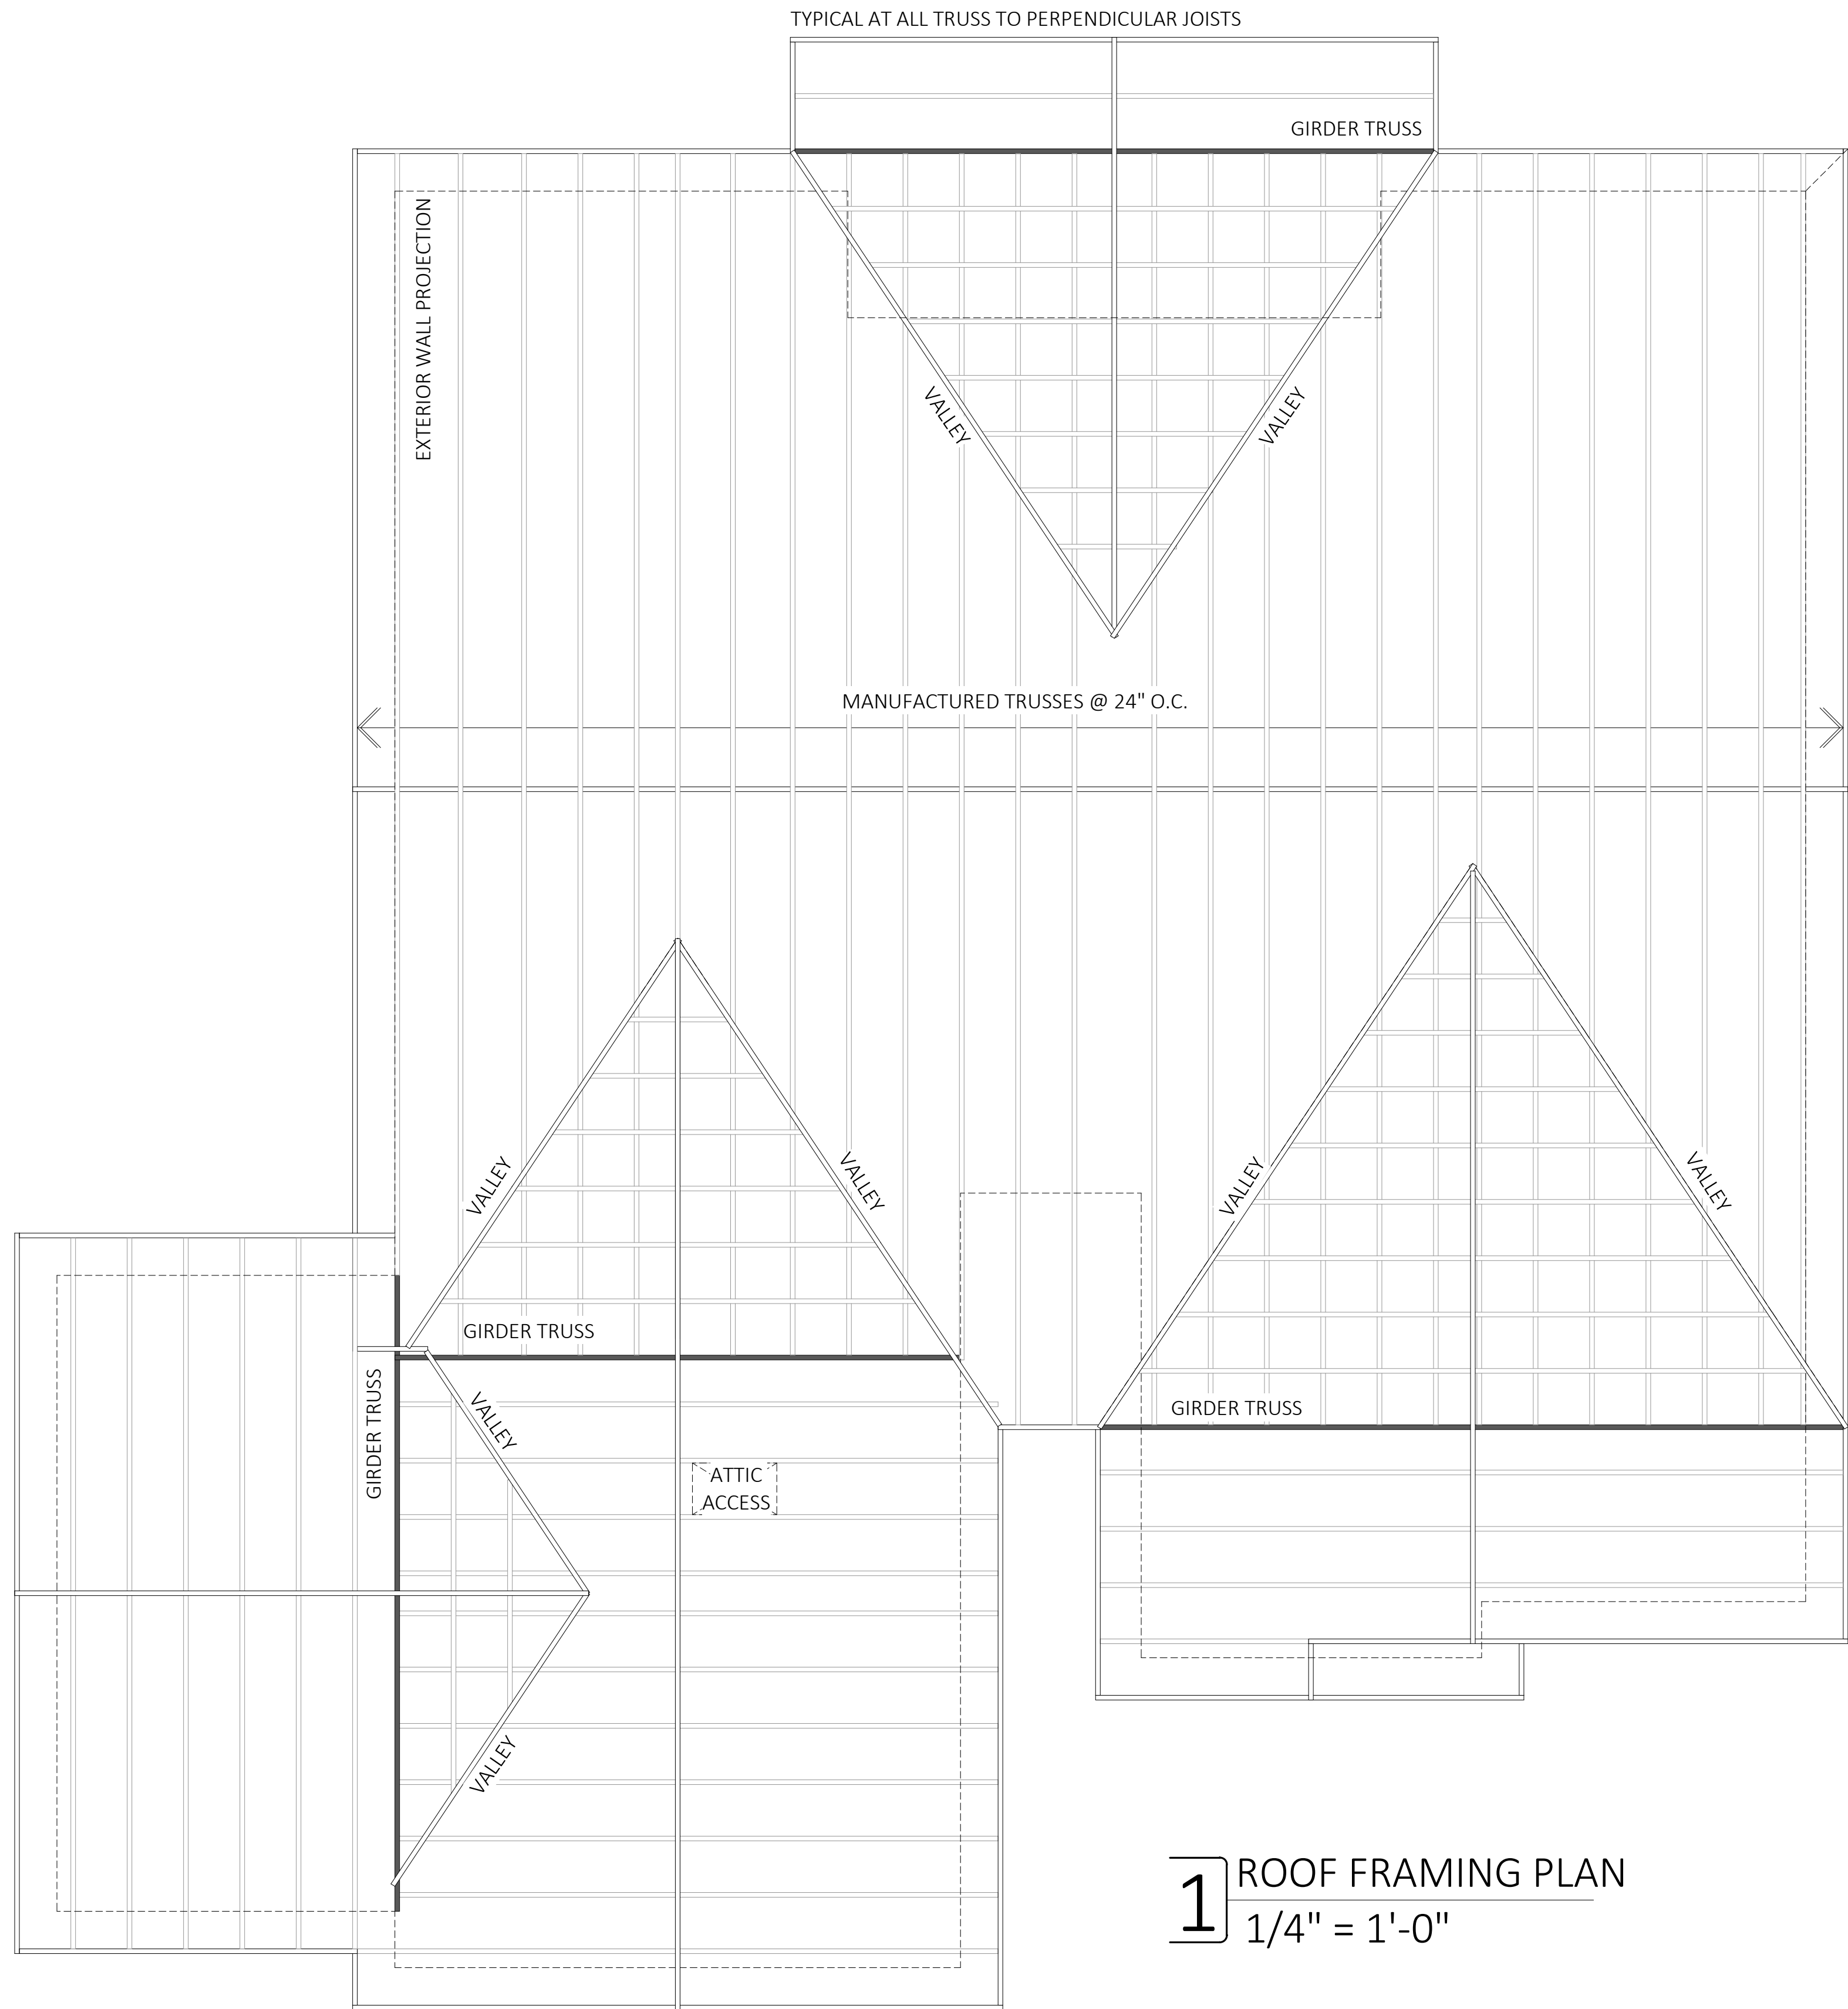 TYPICAL AT ALL TRUSS TO PERPENDICULAR JOISTS
GIRDER TRUSS
EXTERIOR WALL PROJECTION
VALLEY
VALLEY
MANUFACTURED TRUSSES @ 24" O.C.
VALLEY
VALLEY
VALLEY
VALLEY
GIRDER TRUSS
GIRDER TRUSS
VALLEY
GIRDER TRUSS
ATTIC
ACCESS
VALLEY
1
ROOF FRAMING PLAN
1/4" = 1'-0"